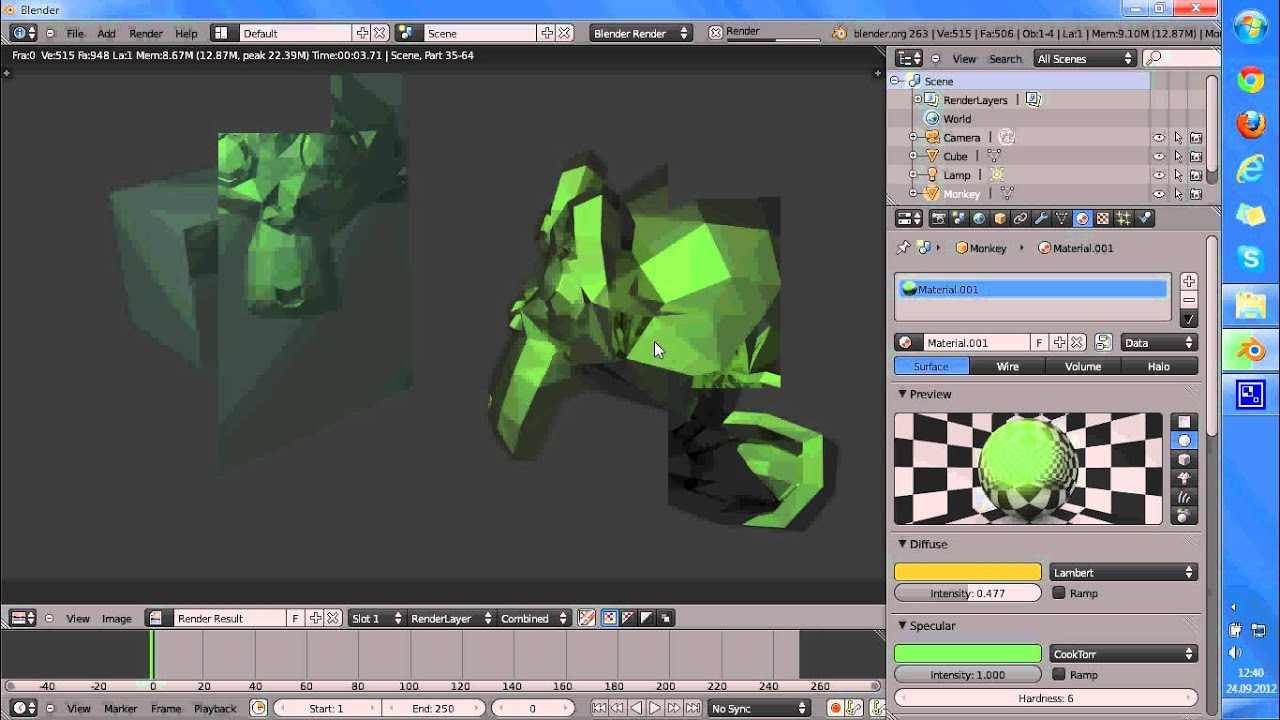 Blender
File Add Render Help Default Scene Blender Render Render blender.org 263 | Ve:515 | Fa:506 | Ob:1-4 | La:1 | Mem:9.10M (12.87M) | Mo
Fra:0 Ve:515 Fa:948 La:1 Mem:8.67M (12.87M, peak 22.39M) Time:00:03.71 | Scene, Part 35-64
View Search All Scenes
Scene
RenderLayers
World
Camera
Cube
Lamp
Monkey
Monkey Material.001
Material.001
Material.001 F Data
Surface Wire Volume Halo
Preview
Diffuse
Lambert
Intensity: 0.477 Ramp
Specular
CookTorr
Intensity: 1.000 Ramp
Hardness: 6
View Image Render Result F Slot 1 RenderLayer Combined
-40 -20 0 20 40 60 80 100 120 140 160 180 200 220 240 260
View Marker Frame Playback Start: 1 End: 250 No Sync
12:40
24.09.2012